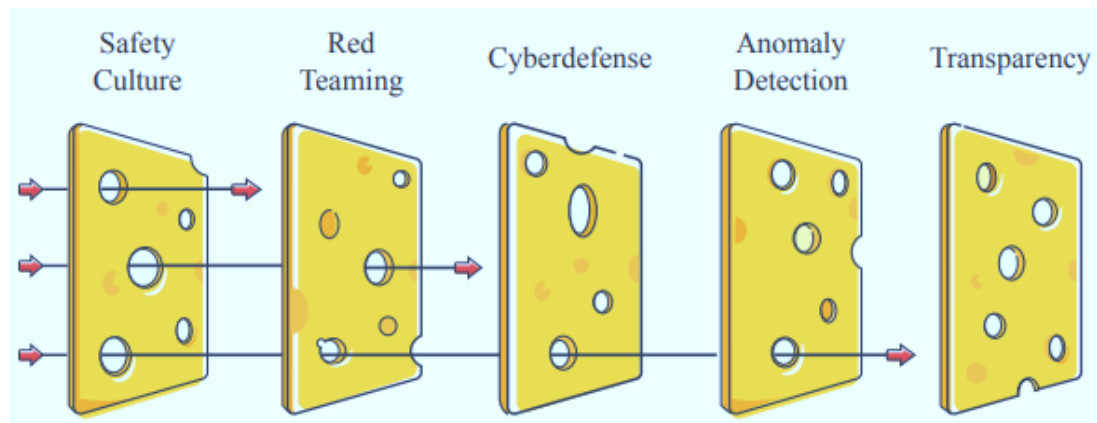 Safety
Culture
Red
Teaming
Cyberdefense
Anomaly
Detection
Transparency